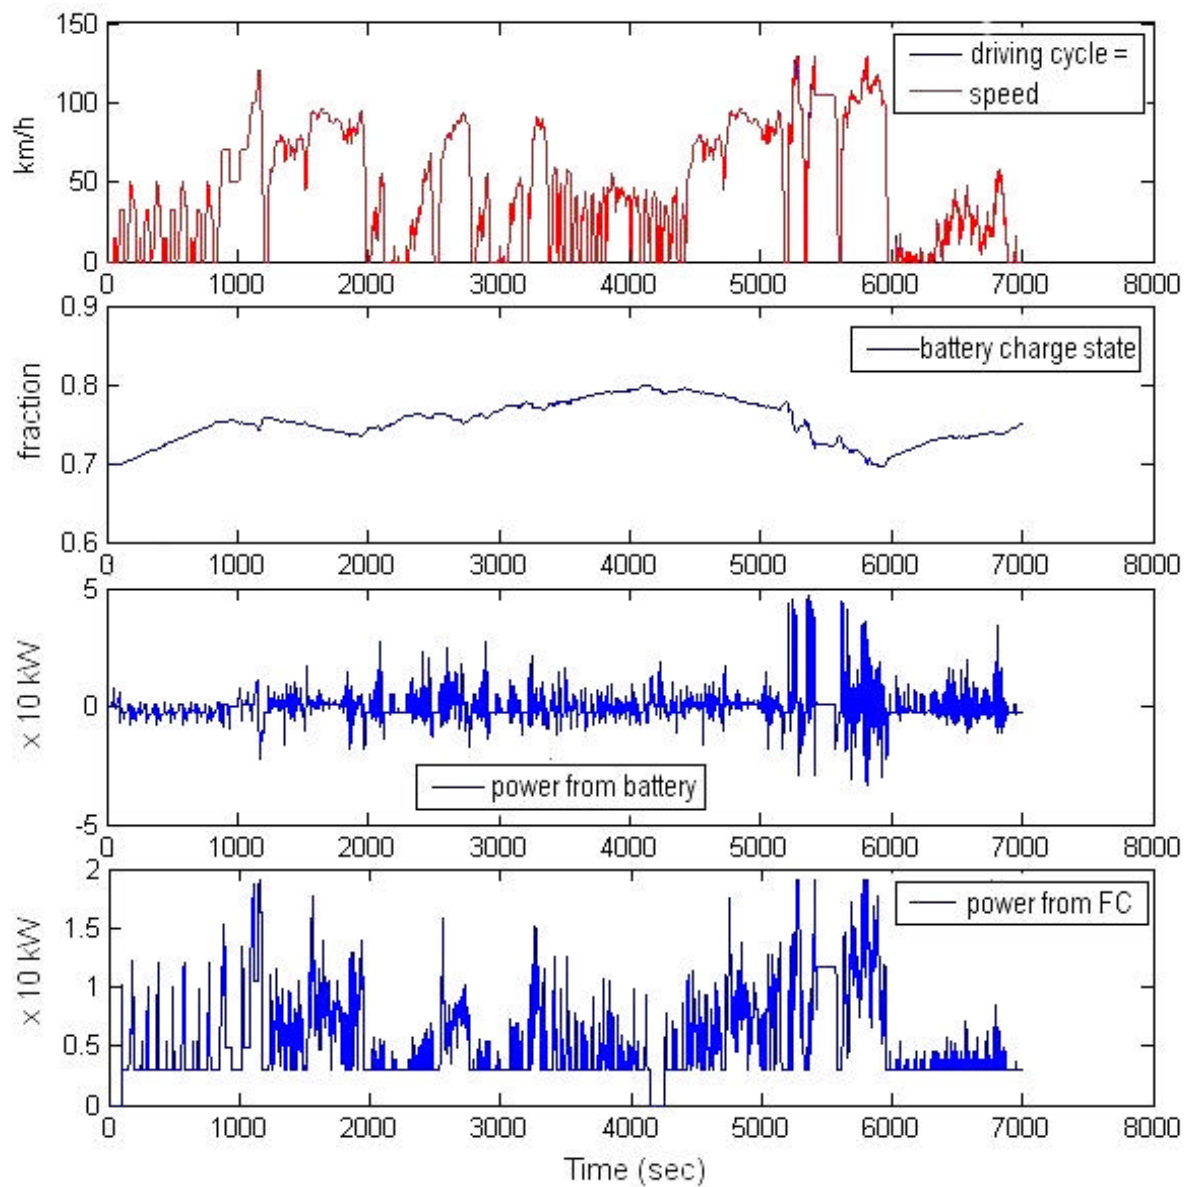 150
100
50
0
km/h
driving cycle =
speed
0 1000 2000 3000 4000 5000 6000 7000 8000
0.9
0.8
0.7
0.6
fraction
battery charge state
0 1000 2000 3000 4000 5000 6000 7000 8000
5
0
-5
x 10 kW
power from battery
0 1000 2000 3000 4000 5000 6000 7000 8000
2
1.5
1
0.5
0
x 10 kW
power from FC
0 1000 2000 3000 4000 5000 6000 7000 8000
Time (sec)